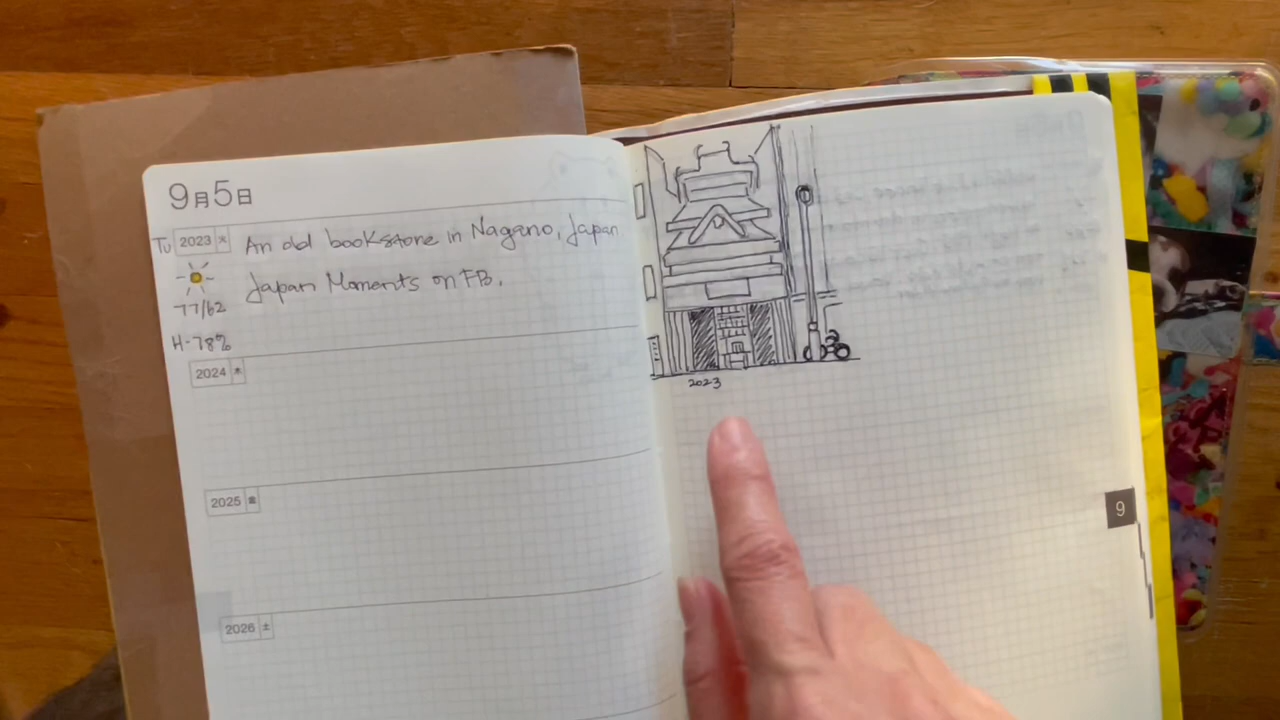 9月5日
Tu 2023 火 An old bookstore in Nagano, Japan
Japan Moments on FB.
77/62
H-78%
2024 木
2025 金
2026 土
2023
9